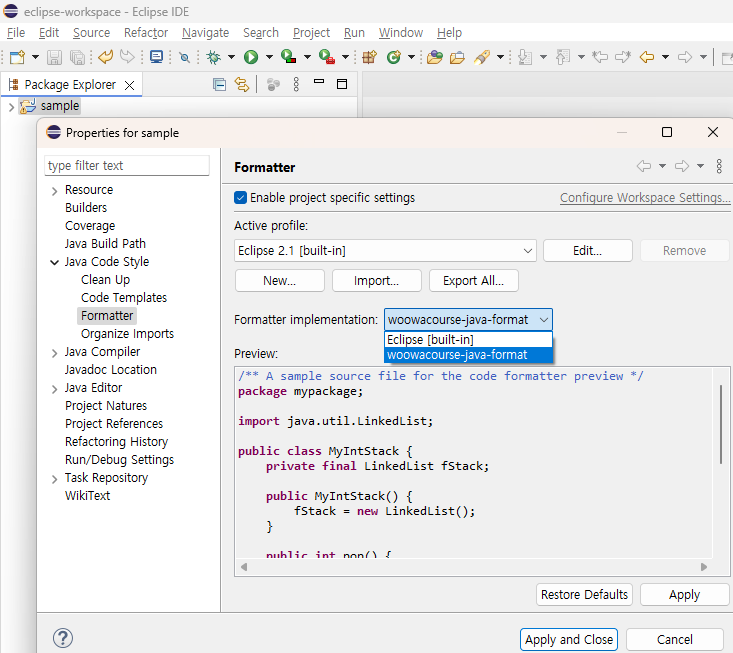 eclipse-workspace - Eclipse IDE
File Edit Source Refactor Navigate Search Project Run Window Help
Package Explorer
sample
Properties for sample
type filter text
Resource
Builders
Coverage
Java Build Path
Java Code Style
Clean Up
Code Templates
Formatter
Organize Imports
Java Compiler
Javadoc Location
Java Editor
Project Natures
Project References
Refactoring History
Run/Debug Settings
Task Repository
WikiText
Formatter
Enable project specific settings Configure Workspace Settings...
Active profile:
Eclipse 2.1 [built-in] Edit... Remove
New... Import... Export All...
Formatter implementation: woowacourse-java-format
Eclipse [built-in]
woowacourse-java-format
Preview:
/** A sample source file for the code formatter preview */
package mypackage;
import java.util.LinkedList;
public class MyIntStack {
private final LinkedList fStack;
public MyIntStack() {
fStack = new LinkedList();
}
public int pop() {
Restore Defaults Apply
? Apply and Close Cancel